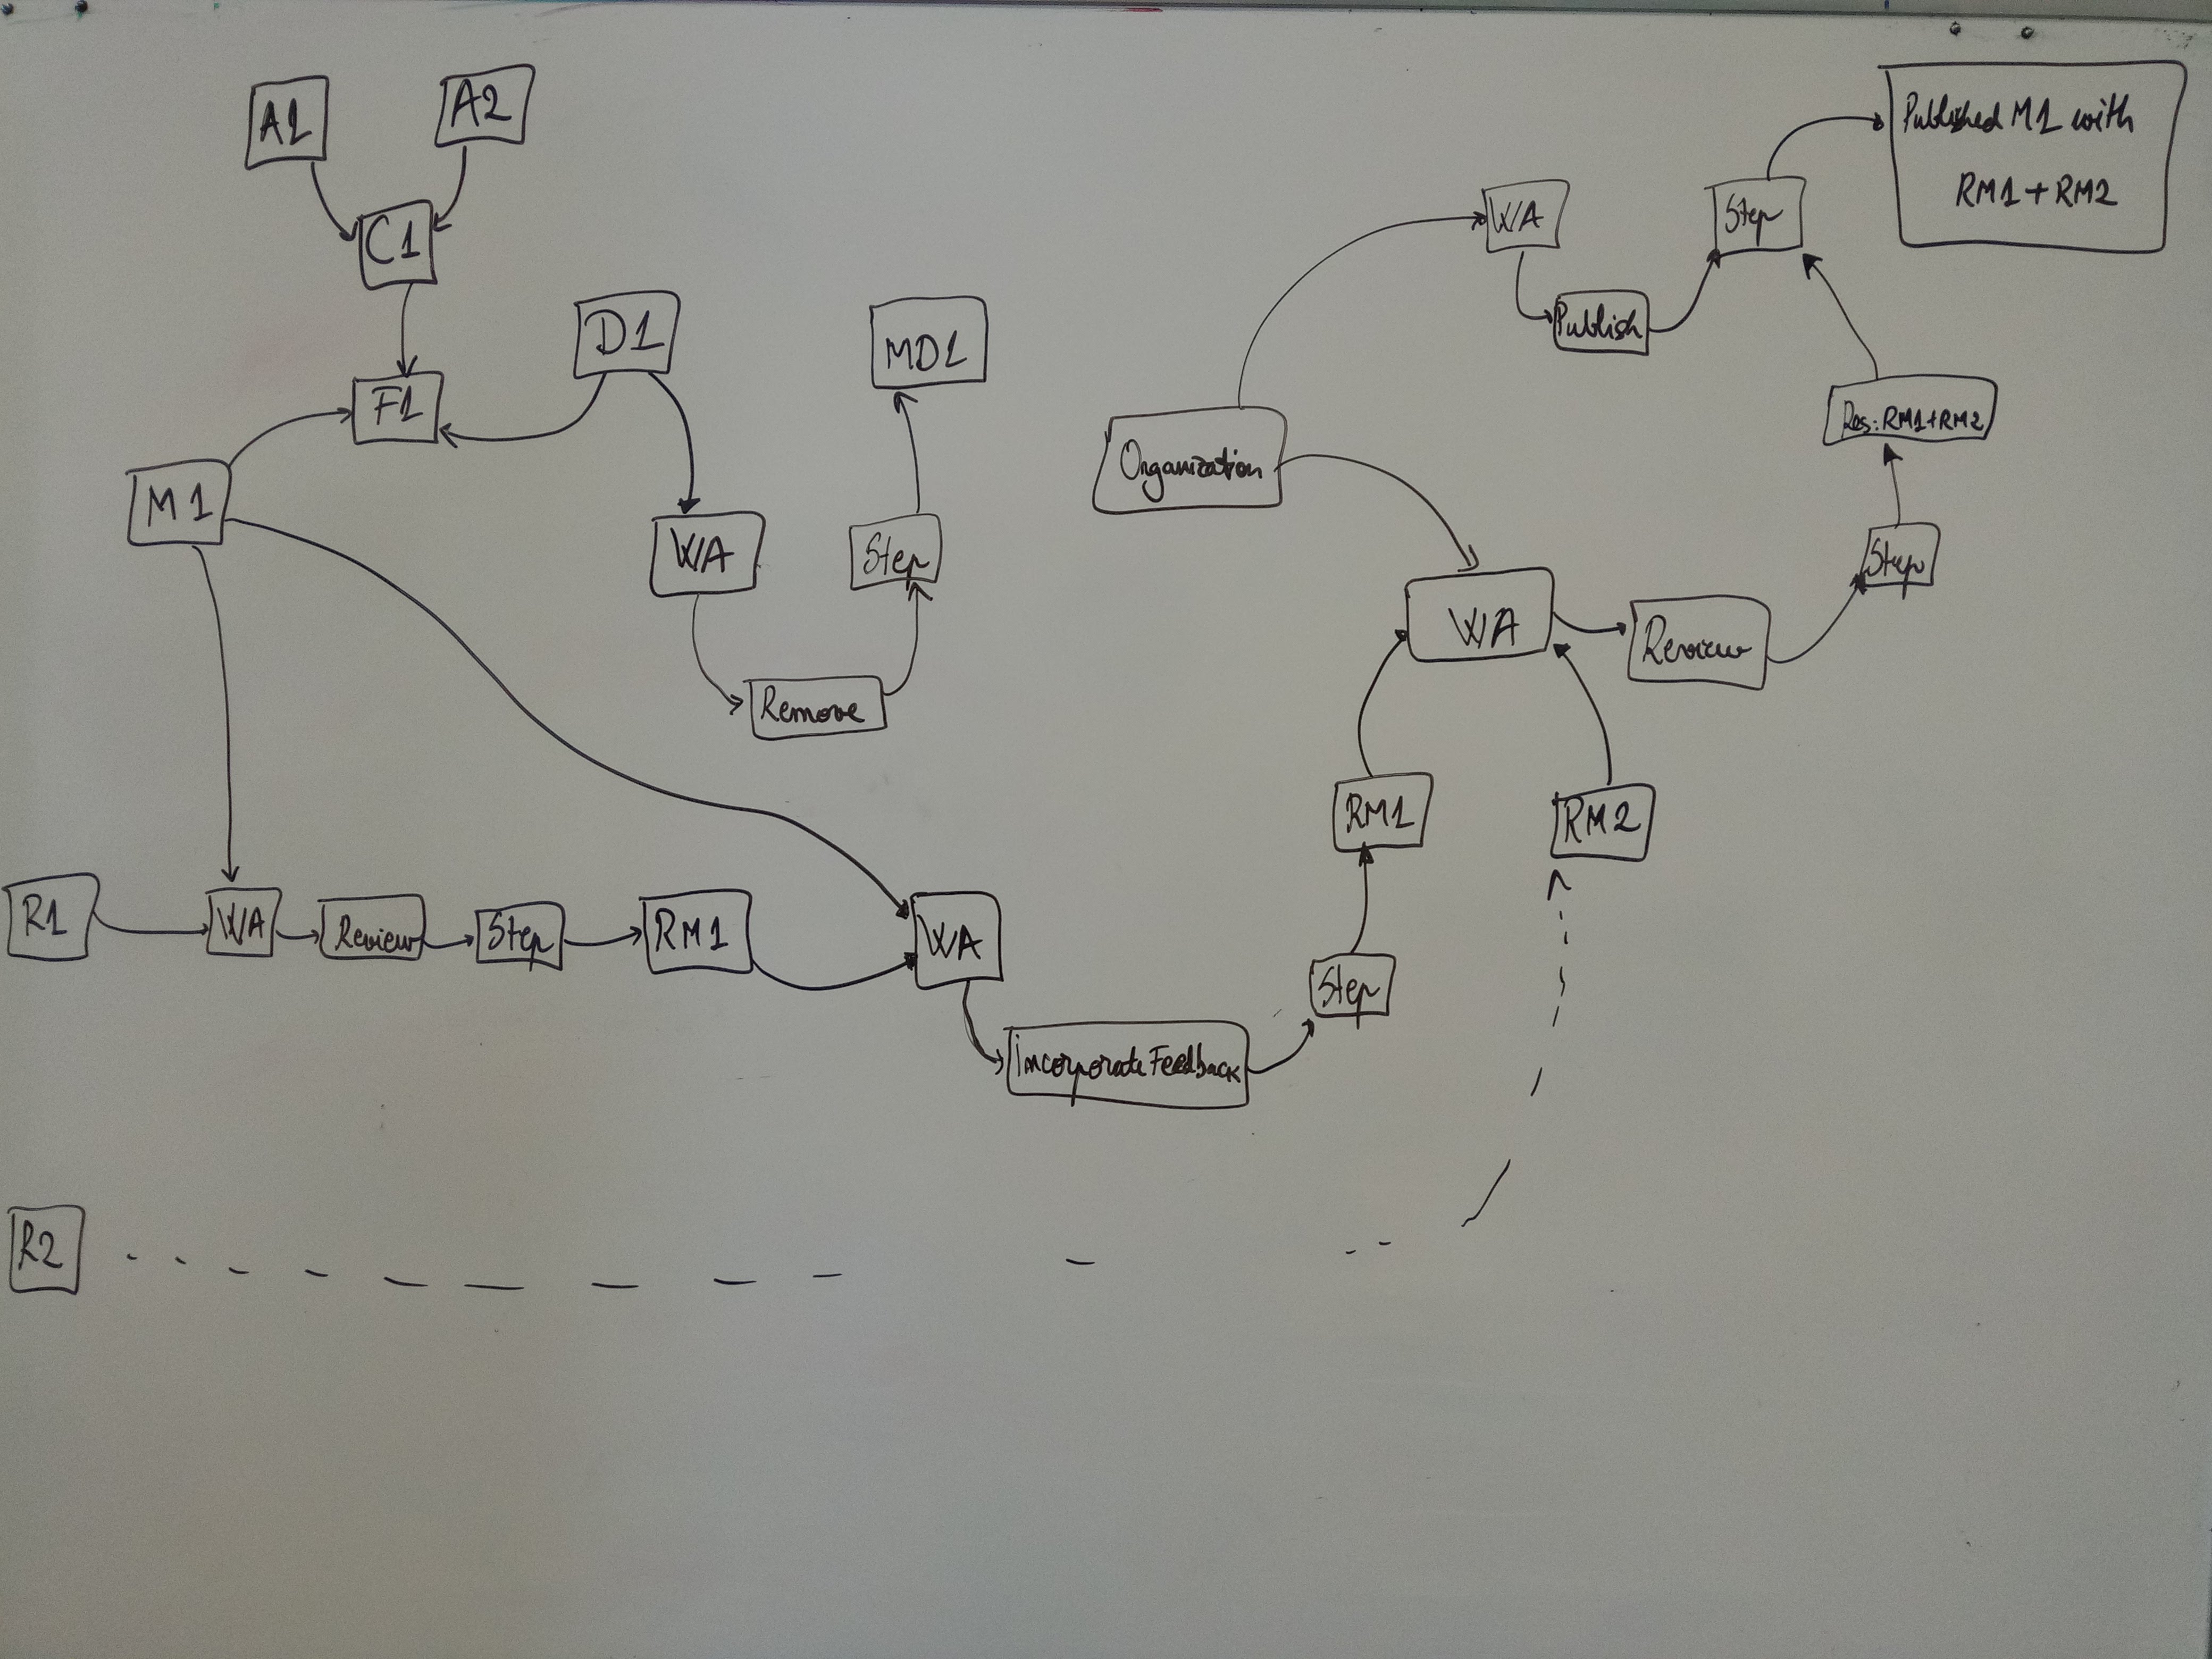 A1
A2
C1
F1
D1
MD1
M1
WA
Step
Remove
Organization
WA
Publish
Step
Published M1 with
RM1+RM2
Res: RM1+RM2
Step
WA
Review
RM1
RM2
R1
WA
Review
Step
RM1
WA
Incorporate Feedback
Step
R2